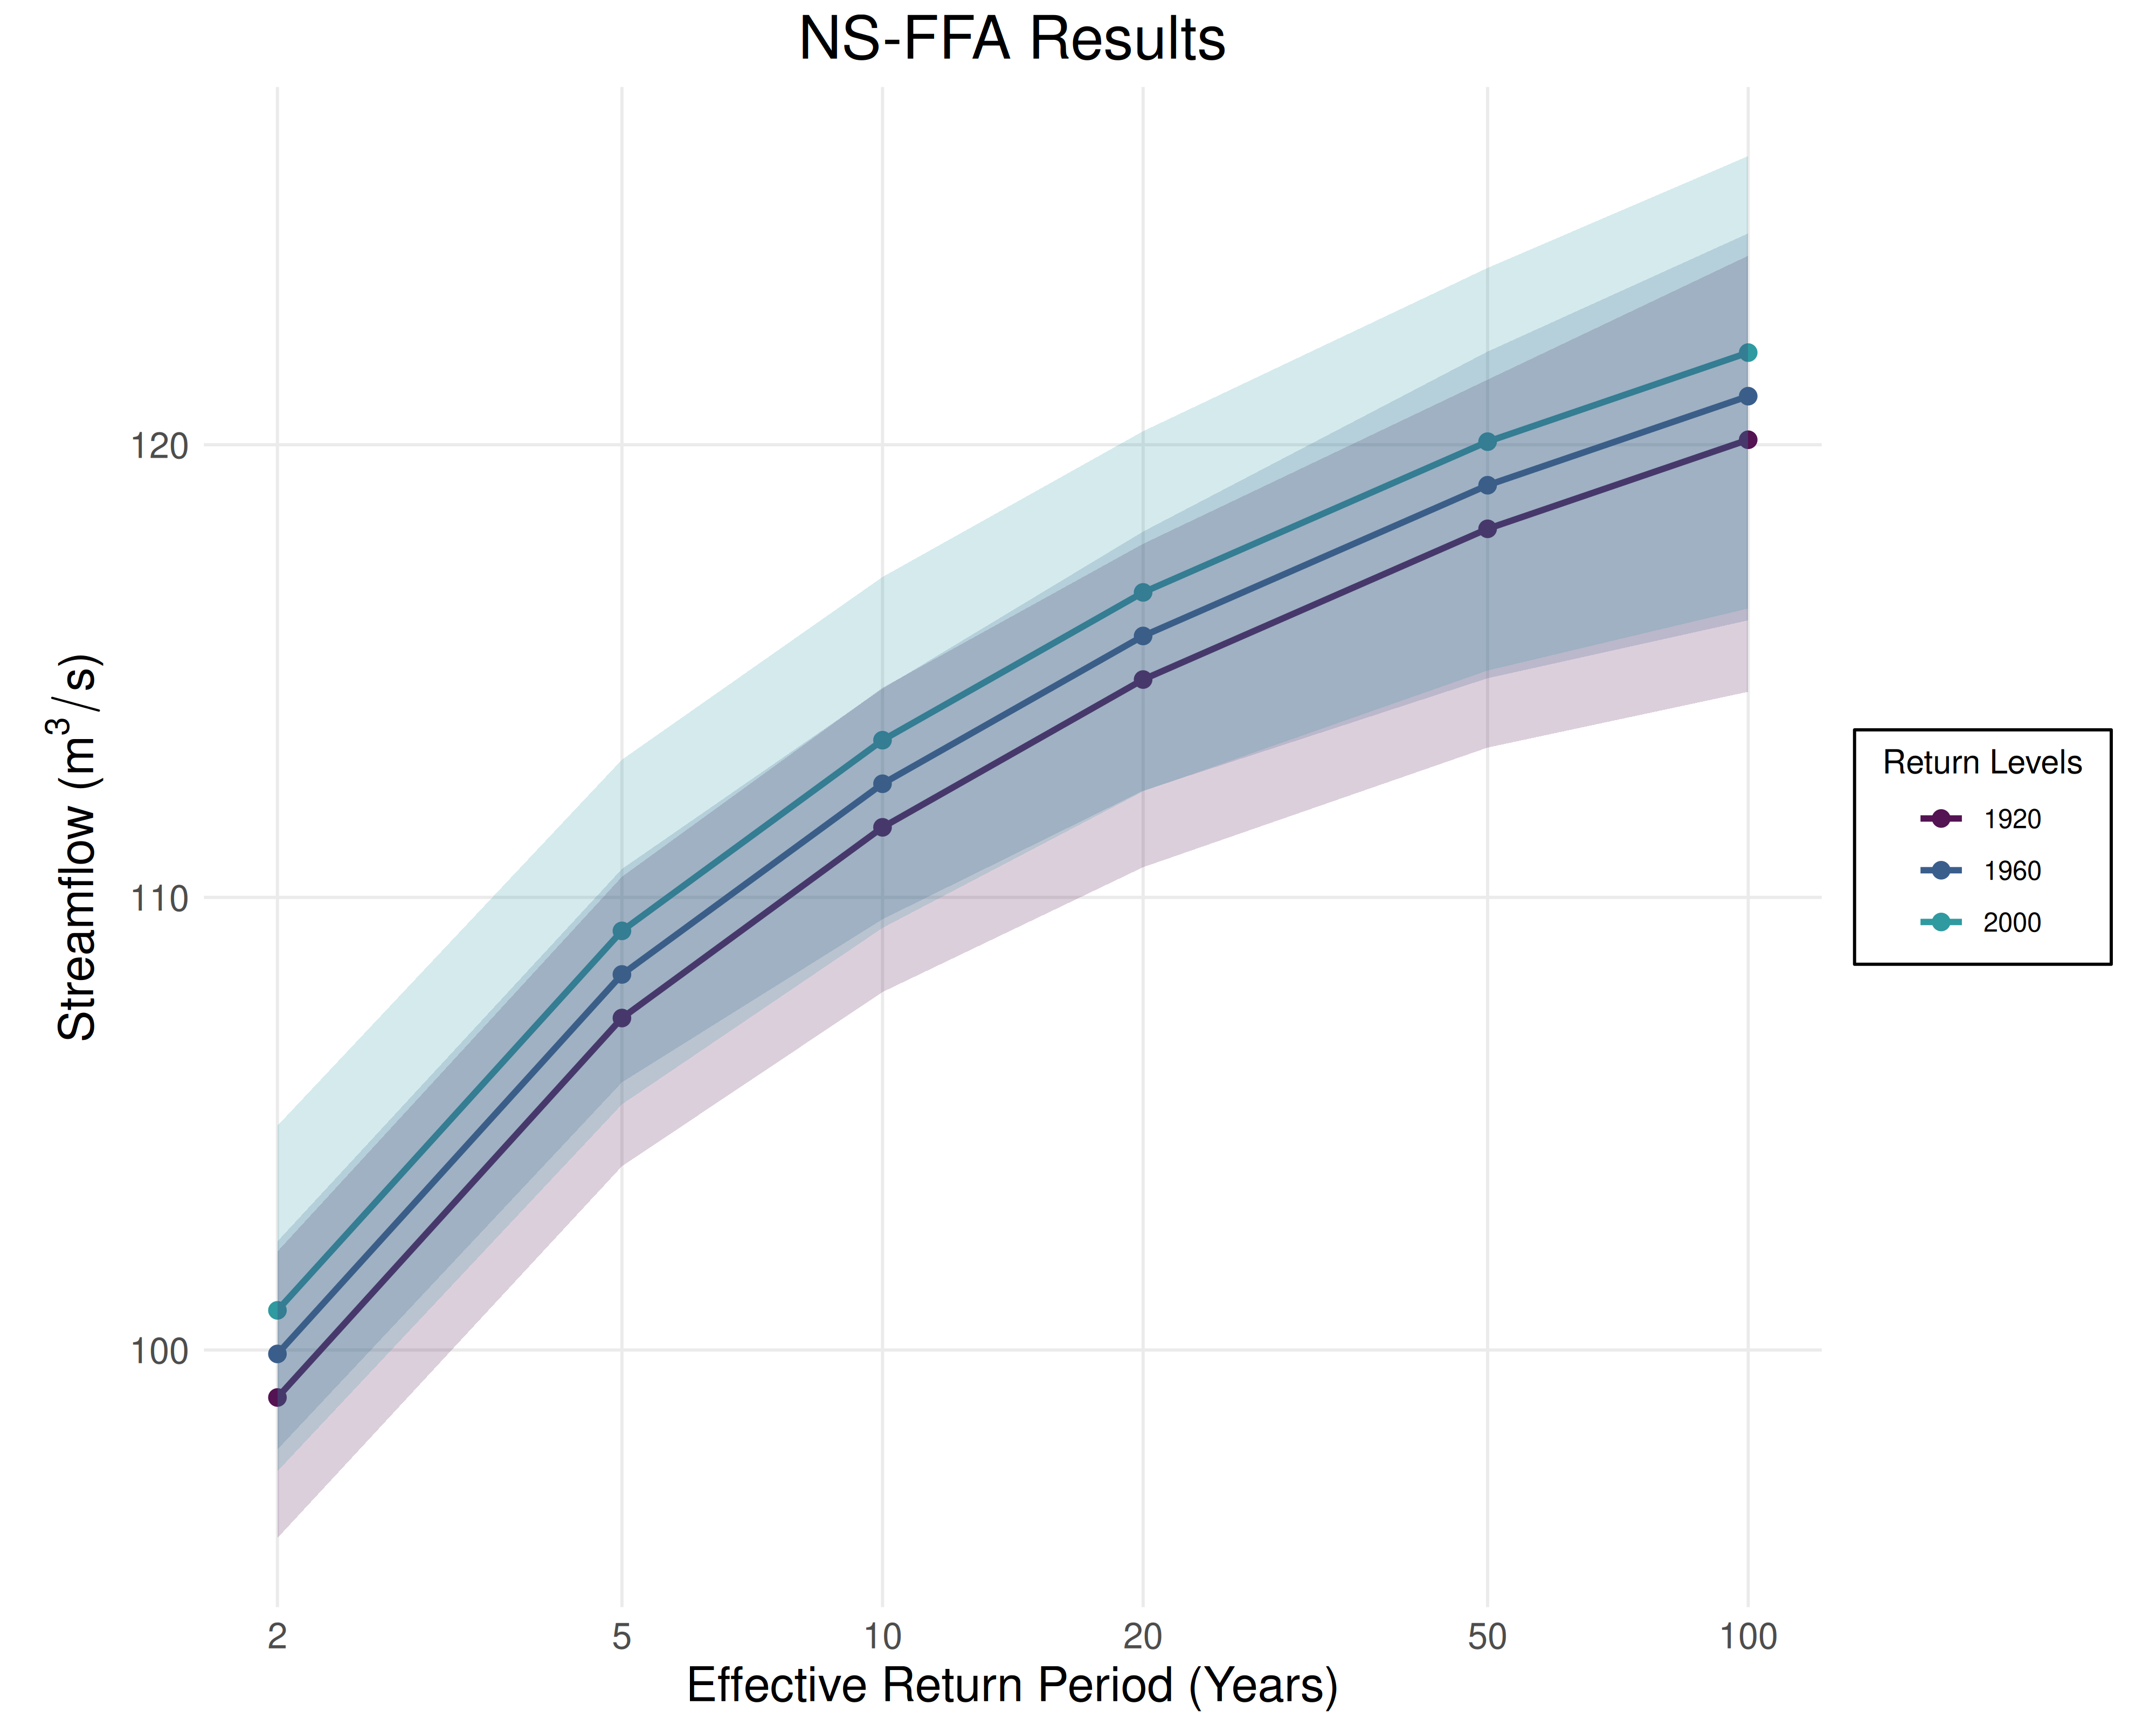 NS-FFA Results
Streamflow (m³/s)
120
110
100
2 5 10 20 50 100
Effective Return Period (Years)
Return Levels
1920
1960
2000